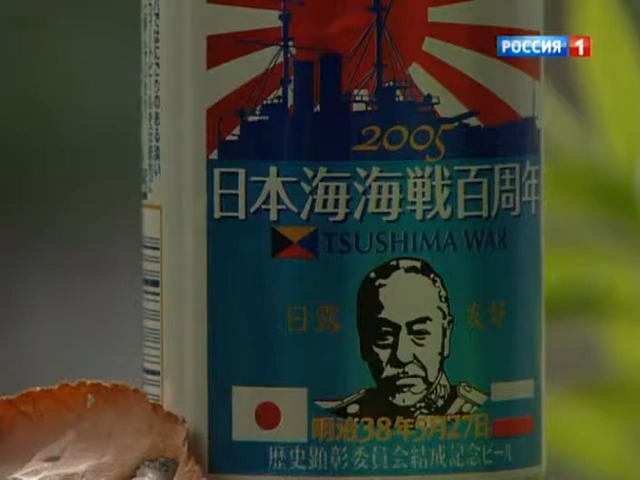 РОССИЯ 1
2005
日本海海戦百周年
TSUSHIMA WAR
日露 友好
明治38年5月27日
歴史顕彰委員会結成記念ビール